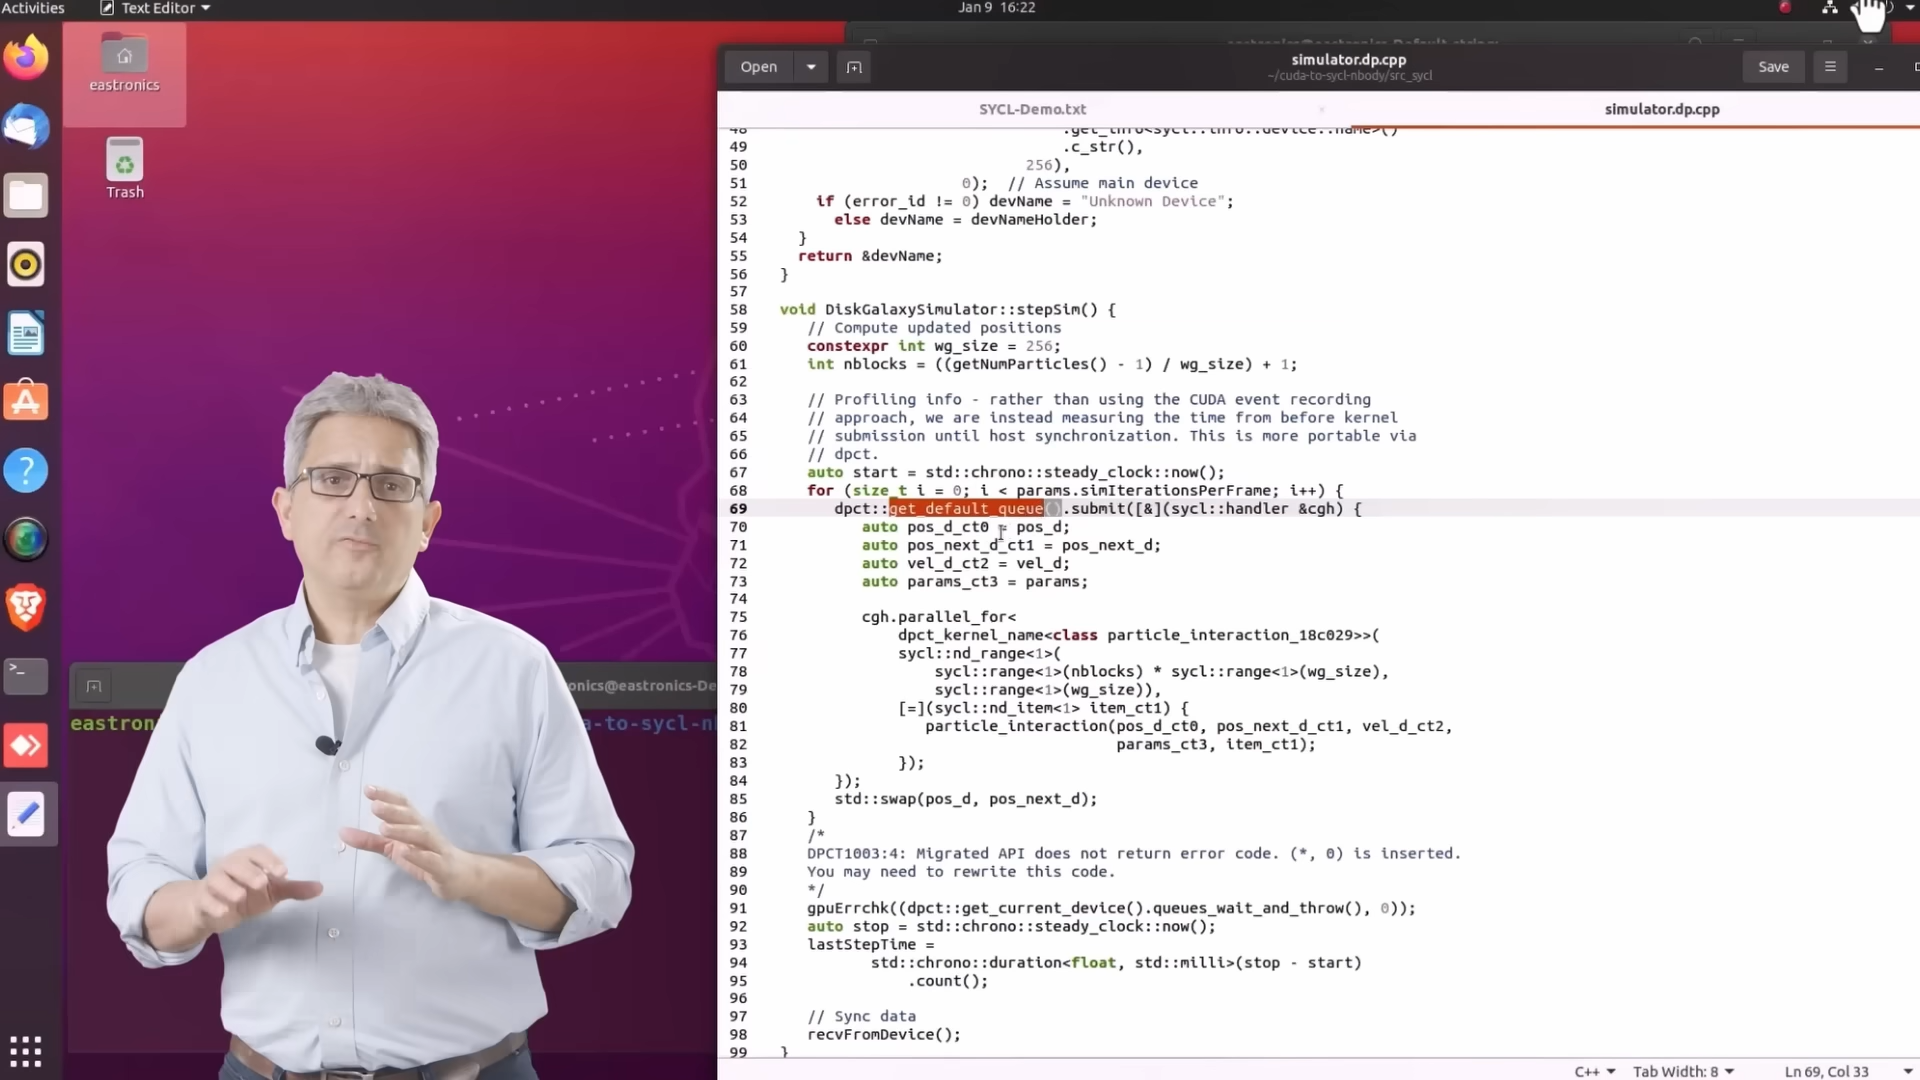 Activities
Text Editor
Jan 9 16:22
eastronics
Trash
Open
simulator.dp.cpp
~/cuda-to-sycl-nbody/src_sycl
Save
SYCL-Demo.txt
simulator.dp.cpp
48 .get_info<sycl::info::device::name>()
49 .c_str(),
50 256),
51 0); // Assume main device
52 if (error_id != 0) devName = "Unknown Device";
53 else devName = devNameHolder;
54 }
55 return &devName;
56 }
57
58 void DiskGalaxySimulator::stepSim() {
59 // Compute updated positions
60 constexpr int wg_size = 256;
61 int nblocks = ((getNumParticles() - 1) / wg_size) + 1;
62
63 // Profiling info - rather than using the CUDA event recording
64 // approach, we are instead measuring the time from before kernel
65 // submission until host synchronization. This is more portable via
66 // dpct.
67 auto start = std::chrono::steady_clock::now();
68 for (size_t i = 0; i < params.simIterationsPerFrame; i++) {
69 dpct::get_default_queue().submit([&](sycl::handler &cgh) {
70 auto pos_d_ct0 = pos_d;
71 auto pos_next_d_ct1 = pos_next_d;
72 auto vel_d_ct2 = vel_d;
73 auto params_ct3 = params;
74
75 cgh.parallel_for<
76 dpct_kernel_name<class particle_interaction_18c029>>(
77 sycl::nd_range<1>(
78 sycl::range<1>(nblocks) * sycl::range<1>(wg_size),
79 sycl::range<1>(wg_size)),
80 [=](sycl::nd_item<1> item_ct1) {
81 particle_interaction(pos_d_ct0, pos_next_d_ct1, vel_d_ct2,
82 params_ct3, item_ct1);
83 });
84 });
85 std::swap(pos_d, pos_next_d);
86 }
87 /*
88 DPCT1003:4: Migrated API does not return error code. (*, 0) is inserted.
89 You may need to rewrite this code.
90 */
91 gpuErrchk((dpct::get_current_device().queues_wait_and_throw(), 0));
92 auto stop = std::chrono::steady_clock::now();
93 lastStepTime =
94 std::chrono::duration<float, std::milli>(stop - start)
95 .count();
96
97 // Sync data
98 recvFromDevice();
99 }
onics@eastronics-De
eastron
a-to-sycl-n
C++
Tab Width: 8
Ln 69, Col 33